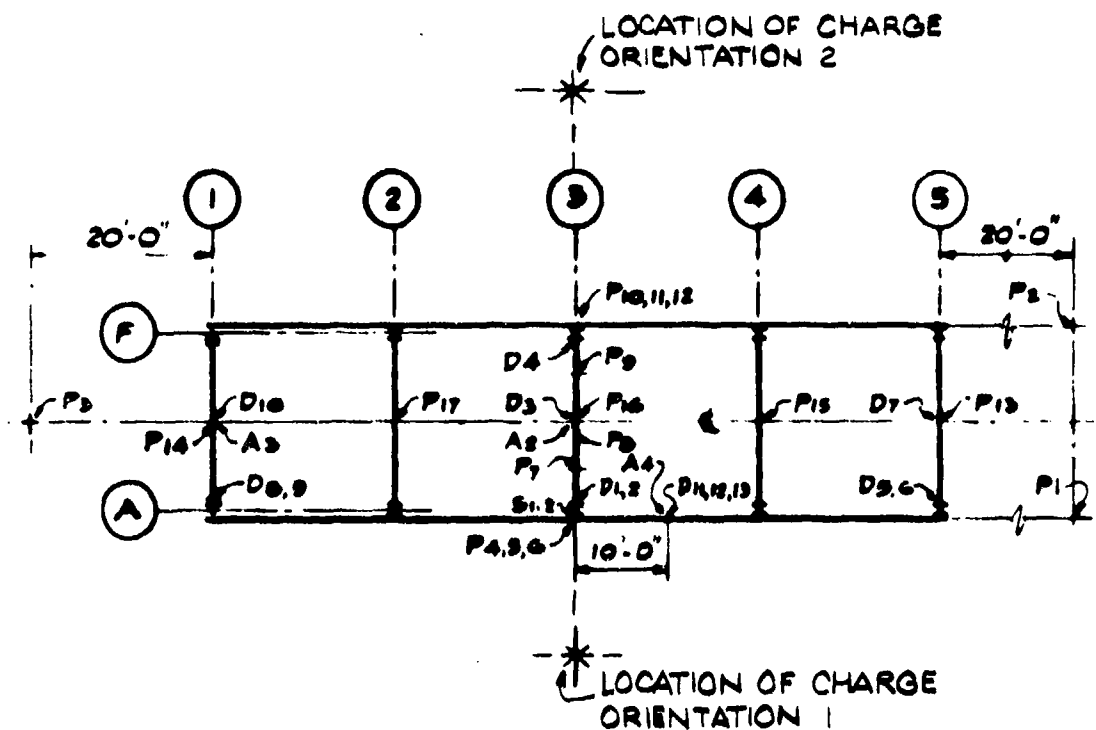 LOCATION OF CHARGE
ORIENTATION 2
1 2 3 4 5
20'-0" 20'-0"
P10,11,12
P2
F
D4 P9
P3
D10 P17 D3 P16 P15 D7 P13
P14 A3 A2 P8 ℄
P7 A4
D8,9 D1,2 D11,12,13 D5,6 P1
A
S1,2
P4,5,6 10'-0"
LOCATION OF CHARGE
ORIENTATION 1